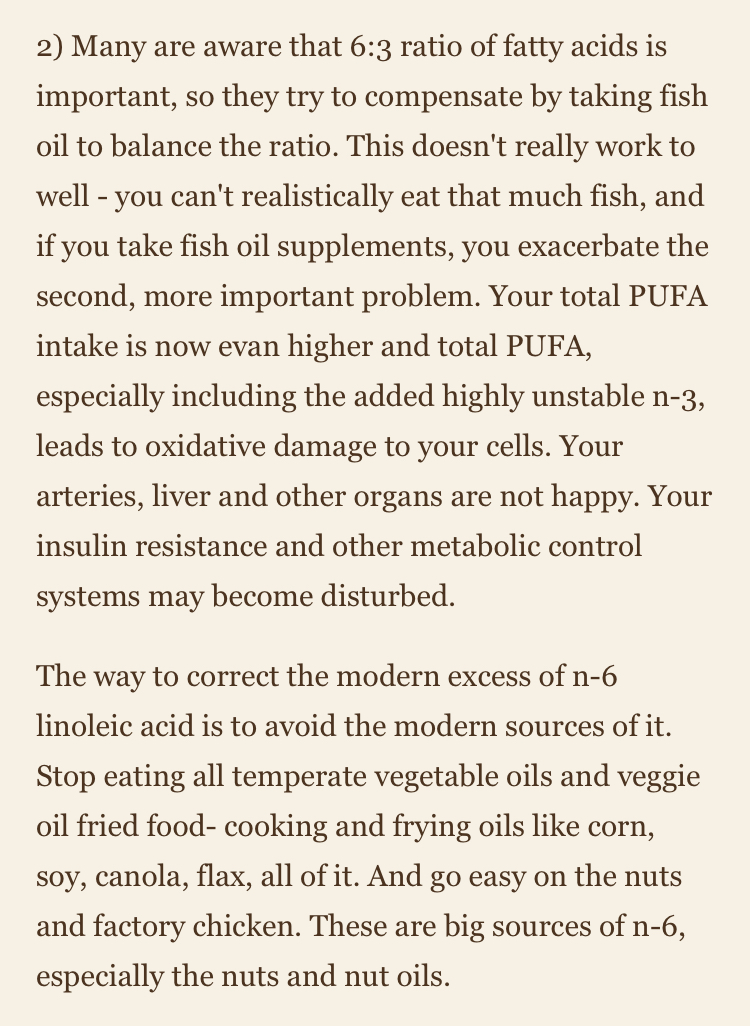 2) Many are aware that 6:3 ratio of fatty acids is
important, so they try to compensate by taking fish
oil to balance the ratio. This doesn't really work to
well - you can't realistically eat that much fish, and
if you take fish oil supplements, you exacerbate the
second, more important problem. Your total PUFA
intake is now evan higher and total PUFA,
especially including the added highly unstable n-3,
leads to oxidative damage to your cells. Your
arteries, liver and other organs are not happy. Your
insulin resistance and other metabolic control
systems may become disturbed.
The way to correct the modern excess of n-6
linoleic acid is to avoid the modern sources of it.
Stop eating all temperate vegetable oils and veggie
oil fried food- cooking and frying oils like corn,
soy, canola, flax, all of it. And go easy on the nuts
and factory chicken. These are big sources of n-6,
especially the nuts and nut oils.